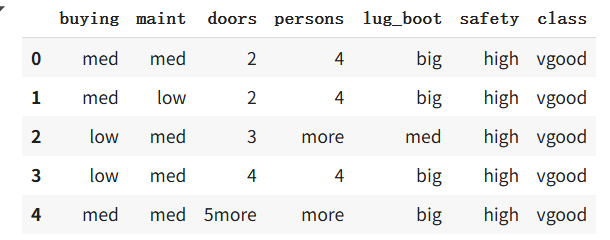 buying maint doors persons lug_boot safety class
0 med med 2 4 big high vgood
1 med low 2 4 big high vgood
2 low med 3 more med high vgood
3 low med 4 4 big high vgood
4 med med 5more more big high vgood